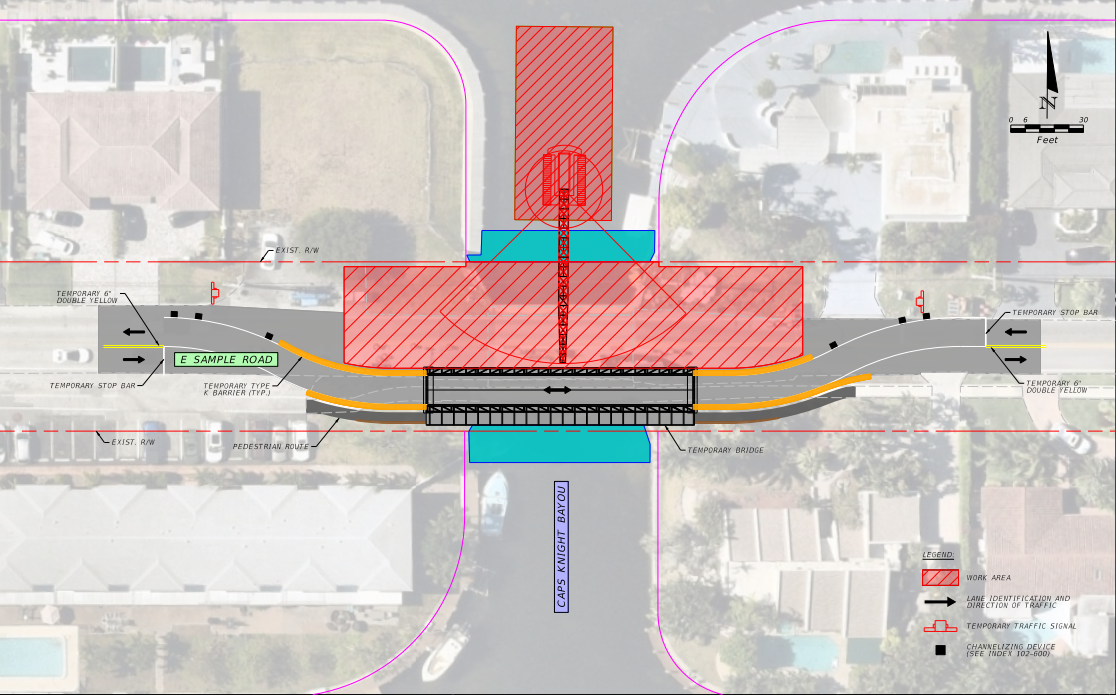 N
0 6 30
Feet
EXIST. R/W
TEMPORARY 6"
DOUBLE YELLOW
E SAMPLE ROAD
TEMPORARY STOP BAR
TEMPORARY TYPE
K BARRIER (TYP.)
TEMPORARY STOP BAR
TEMPORARY 6"
DOUBLE YELLOW
EXIST. R/W
PEDESTRIAN ROUTE
TEMPORARY BRIDGE
CAPS KNIGHT BAYOU
LEGEND:
WORK AREA
LANE IDENTIFICATION AND
DIRECTION OF TRAFFIC
TEMPORARY TRAFFIC SIGNAL
CHANNELIZING DEVICE
(SEE INDEX 102-600)